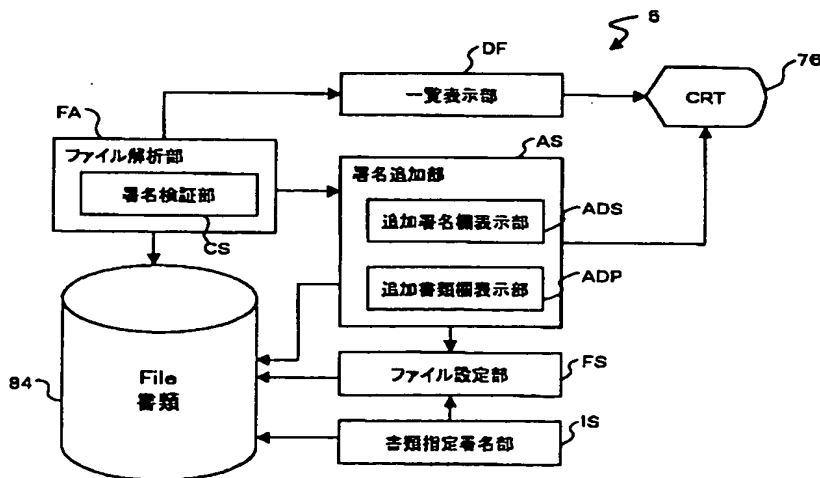 6
DF
一覧表示部
76
CRT
FA
ファイル解析部
署名検証部
CS
AS
署名追加部
追加署名欄表示部
ADS
追加書類欄表示部
ADP
84
File
書類
ファイル設定部
FS
書類指定署名部
IS